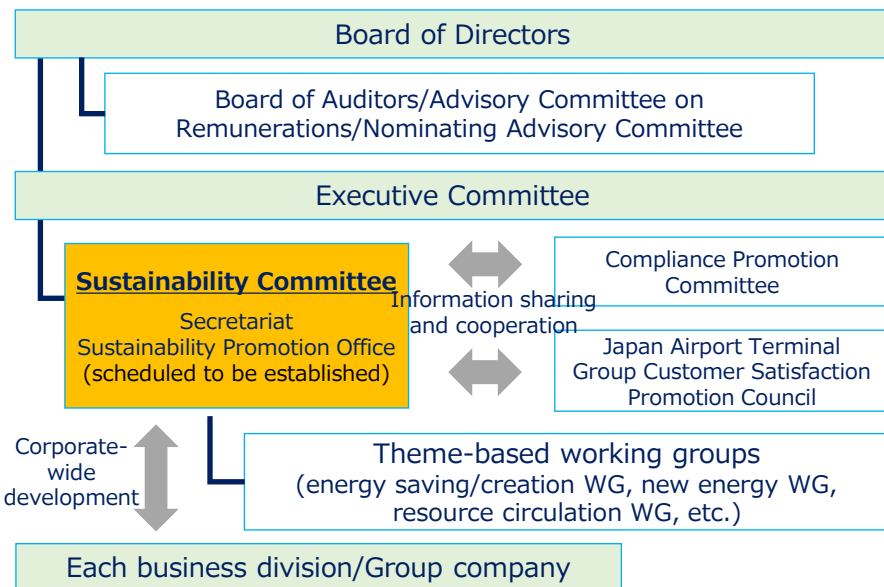 Board of Directors
Board of Auditors/Advisory Committee on
Remunerations/Nominating Advisory Committee
Executive Committee
Sustainability Committee
Secretariat
Sustainability Promotion Office
(scheduled to be established)
Information sharing
and cooperation
Compliance Promotion
Committee
Japan Airport Terminal
Group Customer Satisfaction
Promotion Council
Corporate-
wide
development
Theme-based working groups
(energy saving/creation WG, new energy WG,
resource circulation WG, etc.)
Each business division/Group company